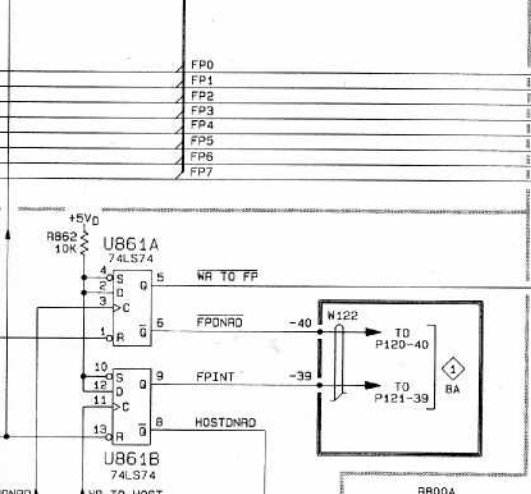 FP0
FP1
FP2
FP3
FP4
FP5
FP6
FP7
+5VD
R862
10K
U861A
74LS74
4
S
2
D
3
C
1
R
Q
5
WR TO FP
Q
6
FPDNRD
-40
W122
TO
P120-40
1
BA
10
S
12
D
11
C
13
R
Q
9
FPINT
-39
TO
P121-39
Q
8
HOSTDNRD
U861B
74LS74
WR TO HOST
R800A